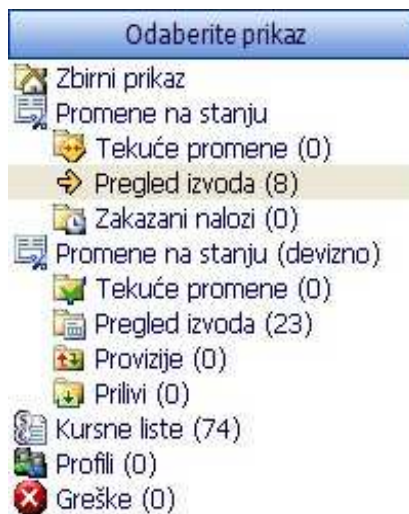 Odaberite prikaz
Zbirni prikaz
Promene na stanju
Tekuće promene (0)
Pregled izvoda (8)
Zakazani nalozi (0)
Promene na stanju (devizno)
Tekuće promene (0)
Pregled izvoda (23)
Provizije (0)
Prilivi (0)
Kursne liste (74)
Profili (0)
Greške (0)